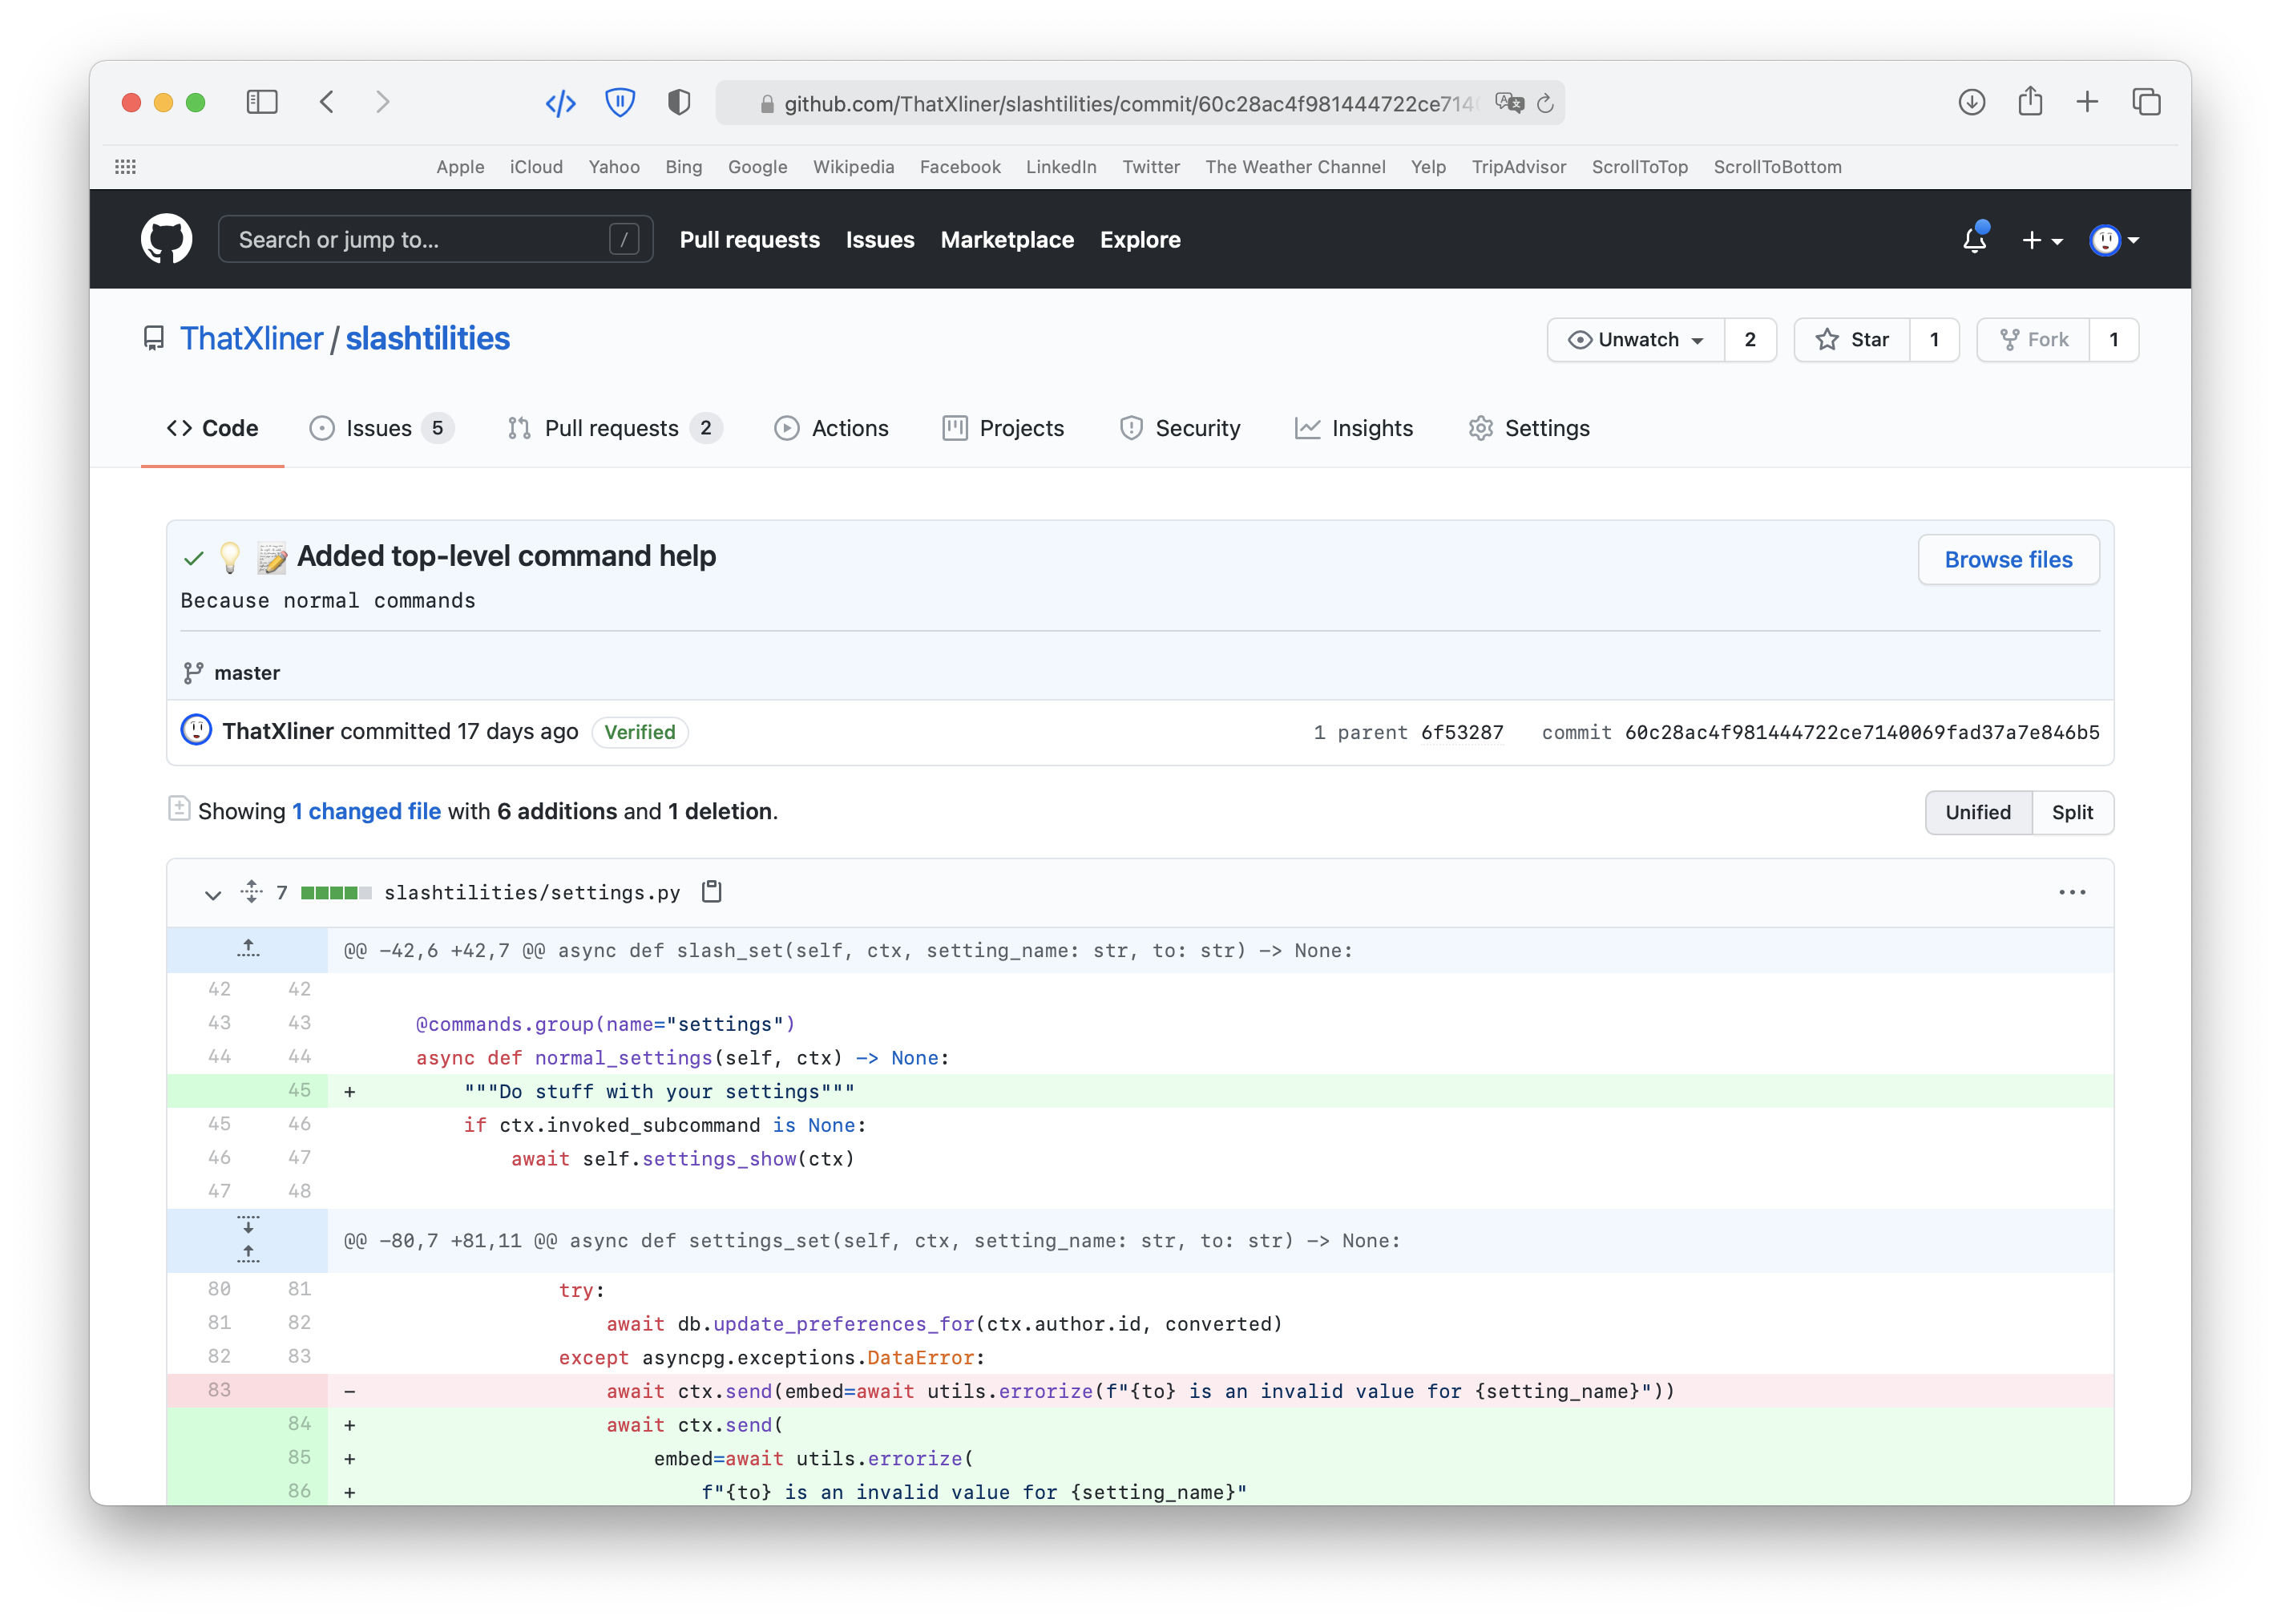 github.com/ThatXliner/slashtilities/commit/60c28ac4f981444722ce714
Apple iCloud Yahoo Bing Google Wikipedia Facebook LinkedIn Twitter The Weather Channel Yelp TripAdvisor ScrollToTop ScrollToBottom
Search or jump to... / Pull requests Issues Marketplace Explore
ThatXliner / slashtilities Unwatch 2 Star 1 Fork 1
Code Issues 5 Pull requests 2 Actions Projects Security Insights Settings
Added top-level command help Browse files
Because normal commands
master
ThatXliner committed 17 days ago Verified 1 parent 6f53287 commit 60c28ac4f981444722ce7140069fad37a7e846b5
Showing 1 changed file with 6 additions and 1 deletion. Unified Split
7 slashtilities/settings.py ...
@@ -42,6 +42,7 @@ async def slash_set(self, ctx, setting_name: str, to: str) -> None:
42 42
43 43 @commands.group(name="settings")
44 44 async def normal_settings(self, ctx) -> None:
45 + """Do stuff with your settings"""
45 46 if ctx.invoked_subcommand is None:
46 47 await self.settings_show(ctx)
47 48
@@ -80,7 +81,11 @@ async def settings_set(self, ctx, setting_name: str, to: str) -> None:
80 81 try:
81 82 await db.update_preferences_for(ctx.author.id, converted)
82 83 except asyncpg.exceptions.DataError:
83 - await ctx.send(embed=await utils.errorize(f"{to} is an invalid value for {setting_name}"))
84 + await ctx.send(
85 + embed=await utils.errorize(
86 + f"{to} is an invalid value for {setting_name}"